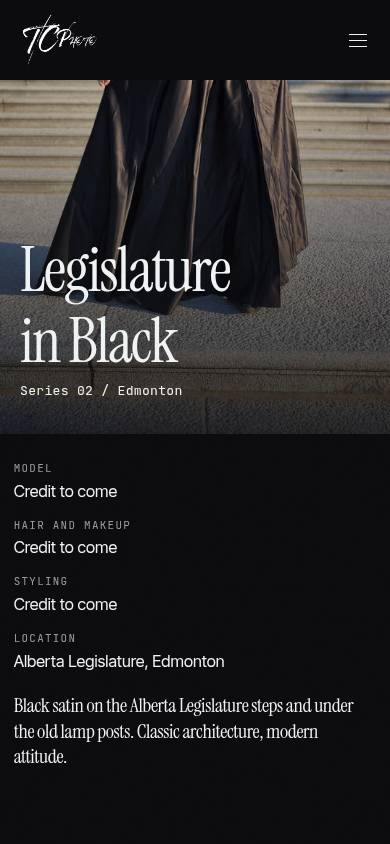 TCPhoto
Legislature
in Black
Series 02 / Edmonton
MODEL
Credit to come
HAIR AND MAKEUP
Credit to come
STYLING
Credit to come
LOCATION
Alberta Legislature, Edmonton
Black satin on the Alberta Legislature steps and under
the old lamp posts. Classic architecture, modern
attitude.